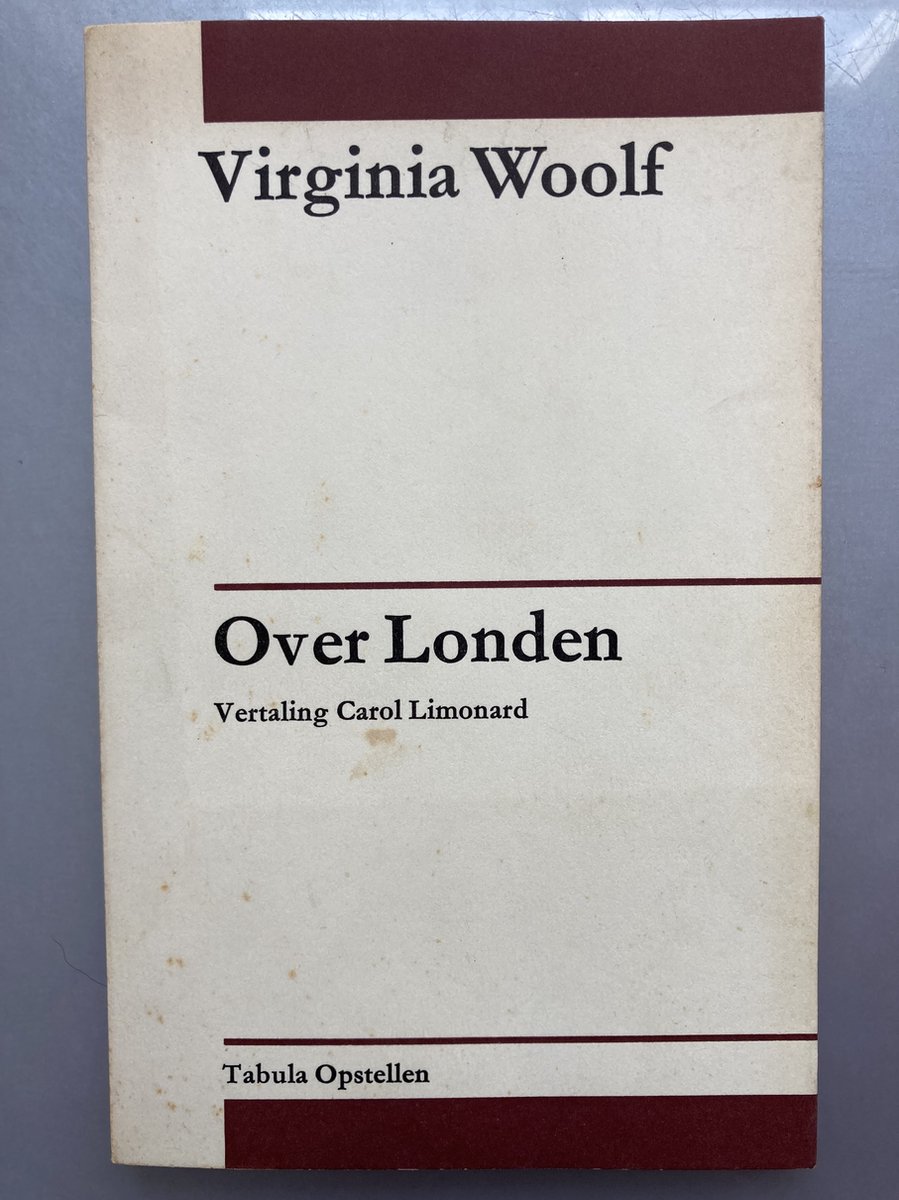 Virginia Woolf
Over Londen
Vertaling Carol Limonard
Tabula Opstellen